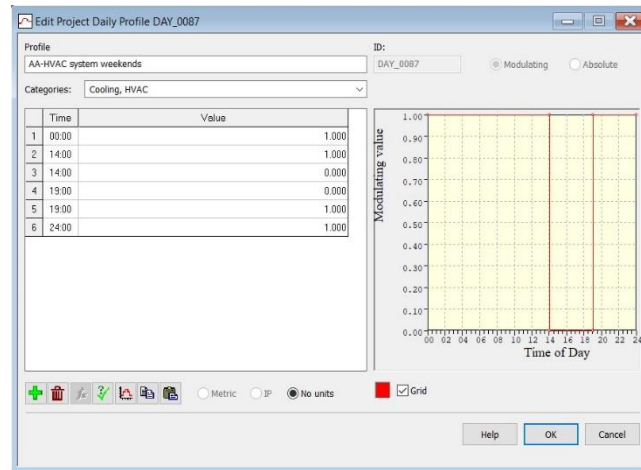 Edit Project Daily Profile DAY_0087
Profile
ID:
AA-HVAC system weekends
DAY_0087
Modulating
Absolute
Categories:
Cooling, HVAC
Time Value
1 00:00 1.000
2 14:00 1.000
3 14:00 0.000
4 19:00 0.000
5 19:00 1.000
6 24:00 1.000
Modulating value
1.00
0.90
0.80
0.70
0.60
0.50
0.40
0.30
0.20
0.10
0.00
00 02 04 06 08 10 12 14 16 18 20 22 24
Time of Day
Metric
IP
No units
Grid
Help
OK
Cancel